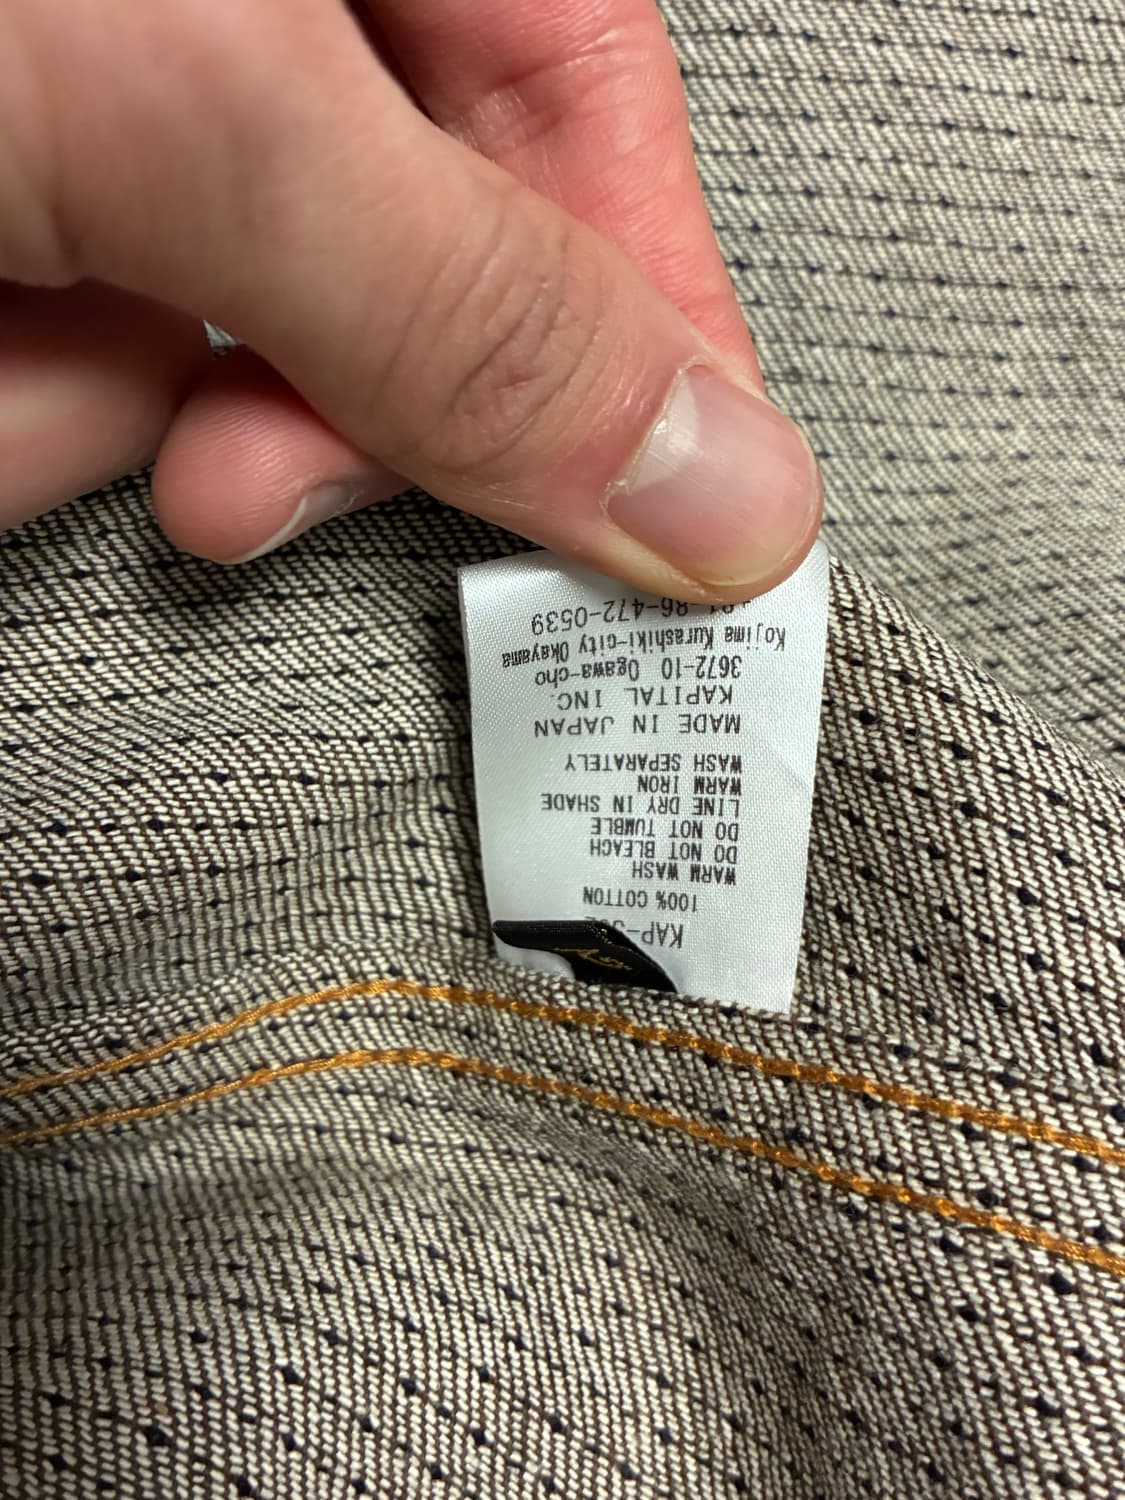 100% COTTON
WARM WASH
DO NOT BLEACH
DO NOT TUMBLE
LINE DRY IN SHADE
WARM IRON
WASH SEPARATELY
MADE IN JAPAN
KAPITAL INC.
3672-10 Ogawa-cho
Kojima Kurashiki-city Okayama
-86-472-0539